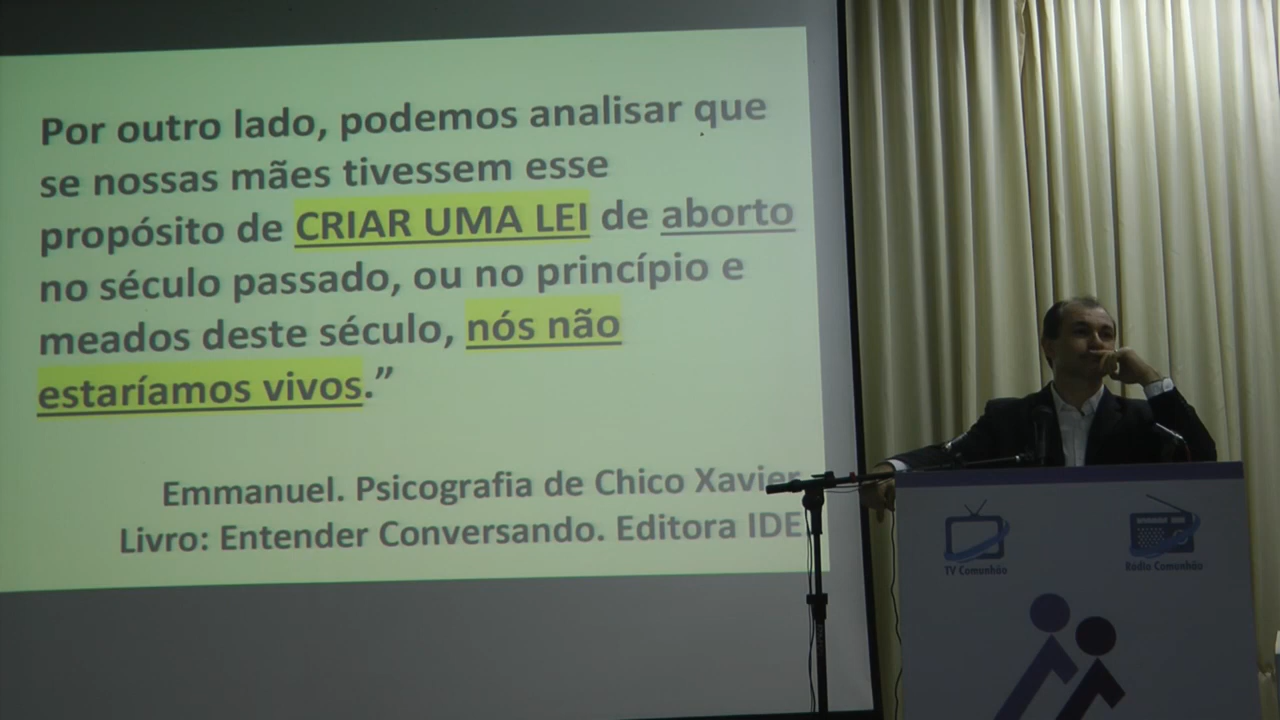 Por outro lado, podemos analisar que
se nossas mães tivessem esse
propósito de CRIAR UMA LEI de aborto
no século passado, ou no princípio e
meados deste século, nós não
estaríamos vivos.”
Emmanuel. Psicografia de Chico Xavier
Livro: Entender Conversando. Editora IDE
TV Comunhão
Rádio Comunhão